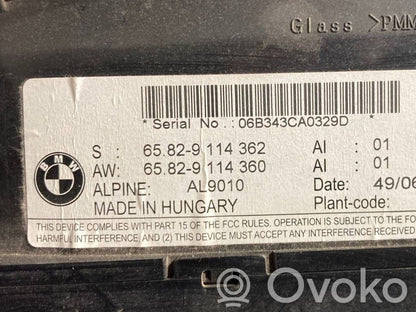 Glass >PMM
* Serial No : :06B343CA0329D *
S : 65.82-9 114 362 AI : 01
AW: 65.82-9 114 360 AI : 01
ALPINE: AL9010 Date: 49/06
MADE IN HUNGARY Plant-code:
THIS DEVICE COMPLIES WITH PART 15 OF THE FCC RULES. OPERATION IS SUBJECT
HARMFUL INTERFERENCE, AND (2) THIS DEVICE MUST ACCEPT ANY INTERFERENCE RECEIVED
BMW
Ovoko